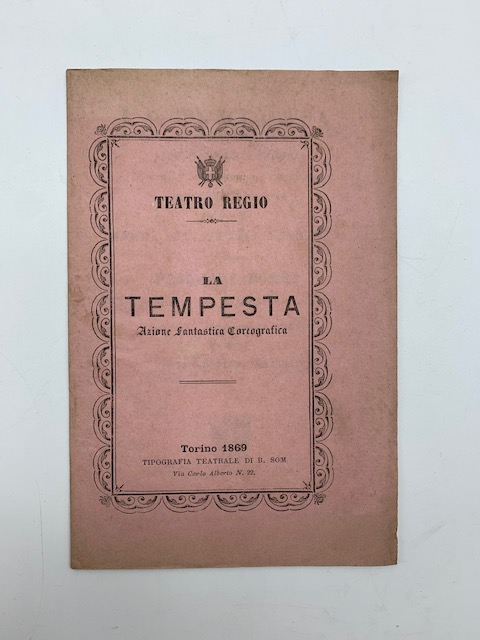 TEATRO REGIO
LA
TEMPESTA
Azione Fantastica Coreografica
Torino 1869
TIPOGRAFIA TEATRALE DI B. SOM
Via Carlo Alberto N. 22.